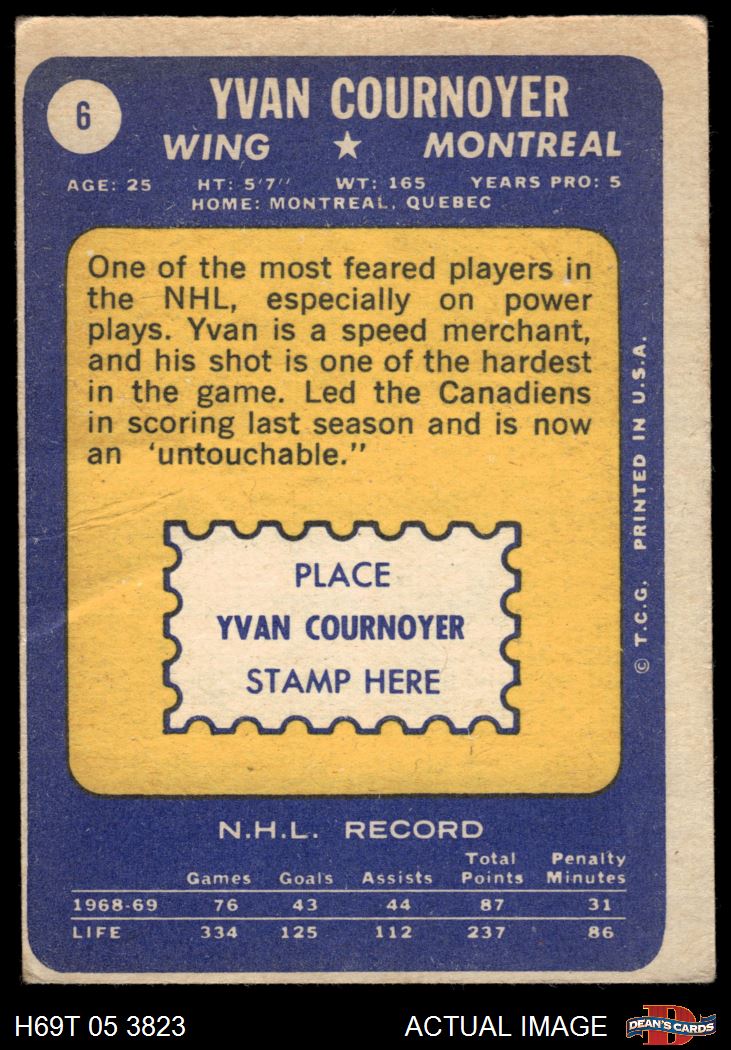 6
YVAN COURNOYER
WING ★ MONTREAL
AGE: 25 HT: 5'7'' WT: 165 YEARS PRO: 5
HOME: MONTREAL, QUEBEC
One of the most feared players in
the NHL, especially on power
plays. Yvan is a speed merchant,
and his shot is one of the hardest
in the game. Led the Canadiens
in scoring last season and is now
an 'untouchable.''
PLACE
YVAN COURNOYER
STAMP HERE
© T.C.G. PRINTED IN U.S.A.
N.H.L. RECORD
Games Goals Assists Total Points Penalty Minutes
1968-69 76 43 44 87 31
LIFE 334 125 112 237 86
H69T 05 3823 ACTUAL IMAGE D DEAN'S CARDS